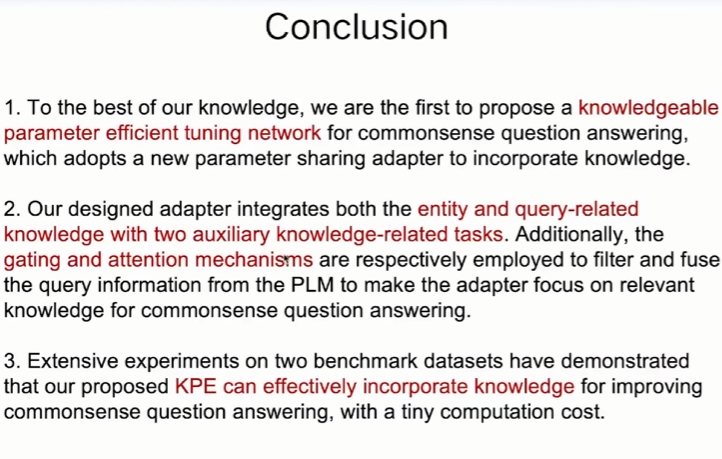 Conclusion
1. To the best of our knowledge, we are the first to propose a knowledgeable
parameter efficient tuning network for commonsense question answering,
which adopts a new parameter sharing adapter to incorporate knowledge.
2. Our designed adapter integrates both the entity and query-related
knowledge with two auxiliary knowledge-related tasks. Additionally, the
gating and attention mechanisms are respectively employed to filter and fuse
the query information from the PLM to make the adapter focus on relevant
knowledge for commonsense question answering.
3. Extensive experiments on two benchmark datasets have demonstrated
that our proposed KPE can effectively incorporate knowledge for improving
commonsense question answering, with a tiny computation cost.